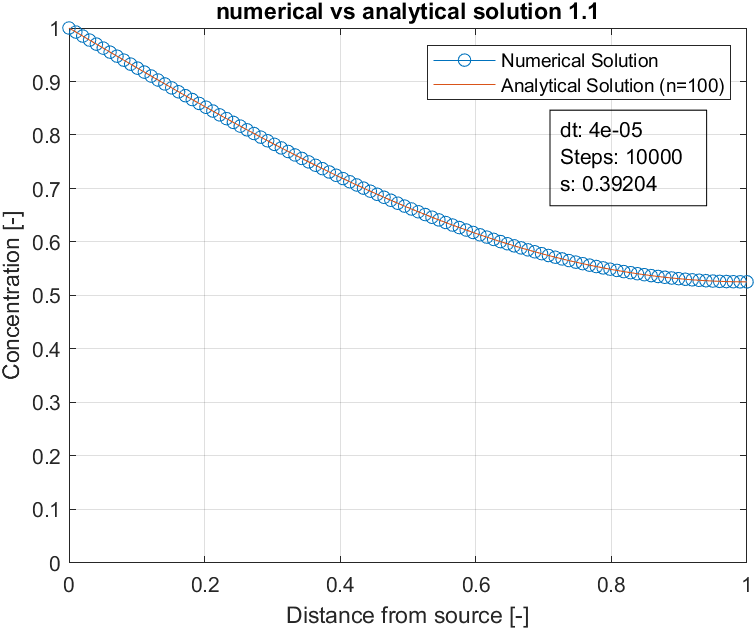 numerical vs analytical solution 1.1
Numerical Solution
Analytical Solution (n=100)
dt: 4e-05
Steps: 10000
s: 0.39204
Concentration [-]
1
0.9
0.8
0.7
0.6
0.5
0.4
0.3
0.2
0.1
0
0 0.2 0.4 0.6 0.8 1
Distance from source [-]